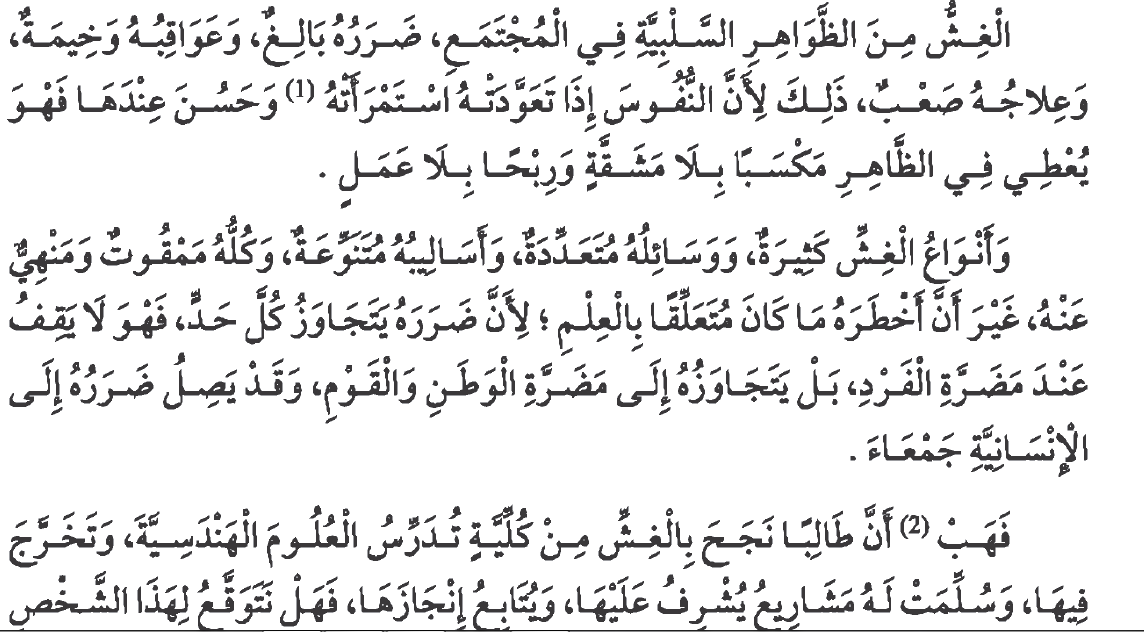 الْغِشُّ مِنَ الظَّوَاهِرِ السَّلْبِيَّةِ فِي الْمُجْتَمَعِ، ضَرَرُهُ بَالِغٌ، وَعَوَاقِبُهُ وَخِيمَةٌ،
وَعِلاجُهُ صَعْبٌ، ذَلِكَ لِأَنَّ النُّفُوسَ إِذَا تَعَوَّدَتْهُ اسْتَمْرَأَتْهُ (1) وَحَسُنَ عِنْدَهَا فَهْوَ
يُعْطِي فِي الظَّاهِرِ مَكْسَبًا بِلَا مَشَقَّةٍ وَرِبْحًا بِلَا عَمَلٍ .
وَأَنْوَاعُ الْغِشِّ كَثِيرَةٌ، وَوَسَائِلُهُ مُتَعَدِّدَةٌ، وَأَسَالِيبُهُ مُتَنَوِّعَةٌ، وَكُلُّهُ مَمْقُوتٌ وَمَنْهِيٌّ
عَنْهُ، غَيْرَ أَنَّ أَخْطَرَهُ مَا كَانَ مُتَعَلِّقًا بِالْعِلْمِ ؛ لِأَنَّ ضَرَرَهُ يَتَجَاوَزُ كُلَّ حَدٍّ، فَهْوَ لَا يَقِفُ
عَنْدَ مَضَرَّةِ الْفَرْدِ، بَلْ يَتَجَاوَزُهُ إِلَى مَضَرَّةِ الْوَطَنِ وَالْقَوْمِ، وَقَدْ يَصِلُ ضَرَرُهُ إِلَى
الْإِنْسَانِيَّةِ جَمْعَاءَ .
فَهَبْ (2) أَنَّ طَالِبًا نَجَحَ بِالْغِشِّ مِنْ كُلِّيَّةٍ تُدَرِّسُ الْعُلُومَ الْهَنْدَسِيَّةَ، وَتَخَرَّجَ
فِيهَا، وَسُلِّمَتْ لَهُ مَشَارِيعُ يُشْرِفُ عَلَيْهَا، وَيُتَابِعُ إِنْجَازَهَا، فَهَلْ نَتَوَقَّعُ لِهَذَا الشَّخْصِ